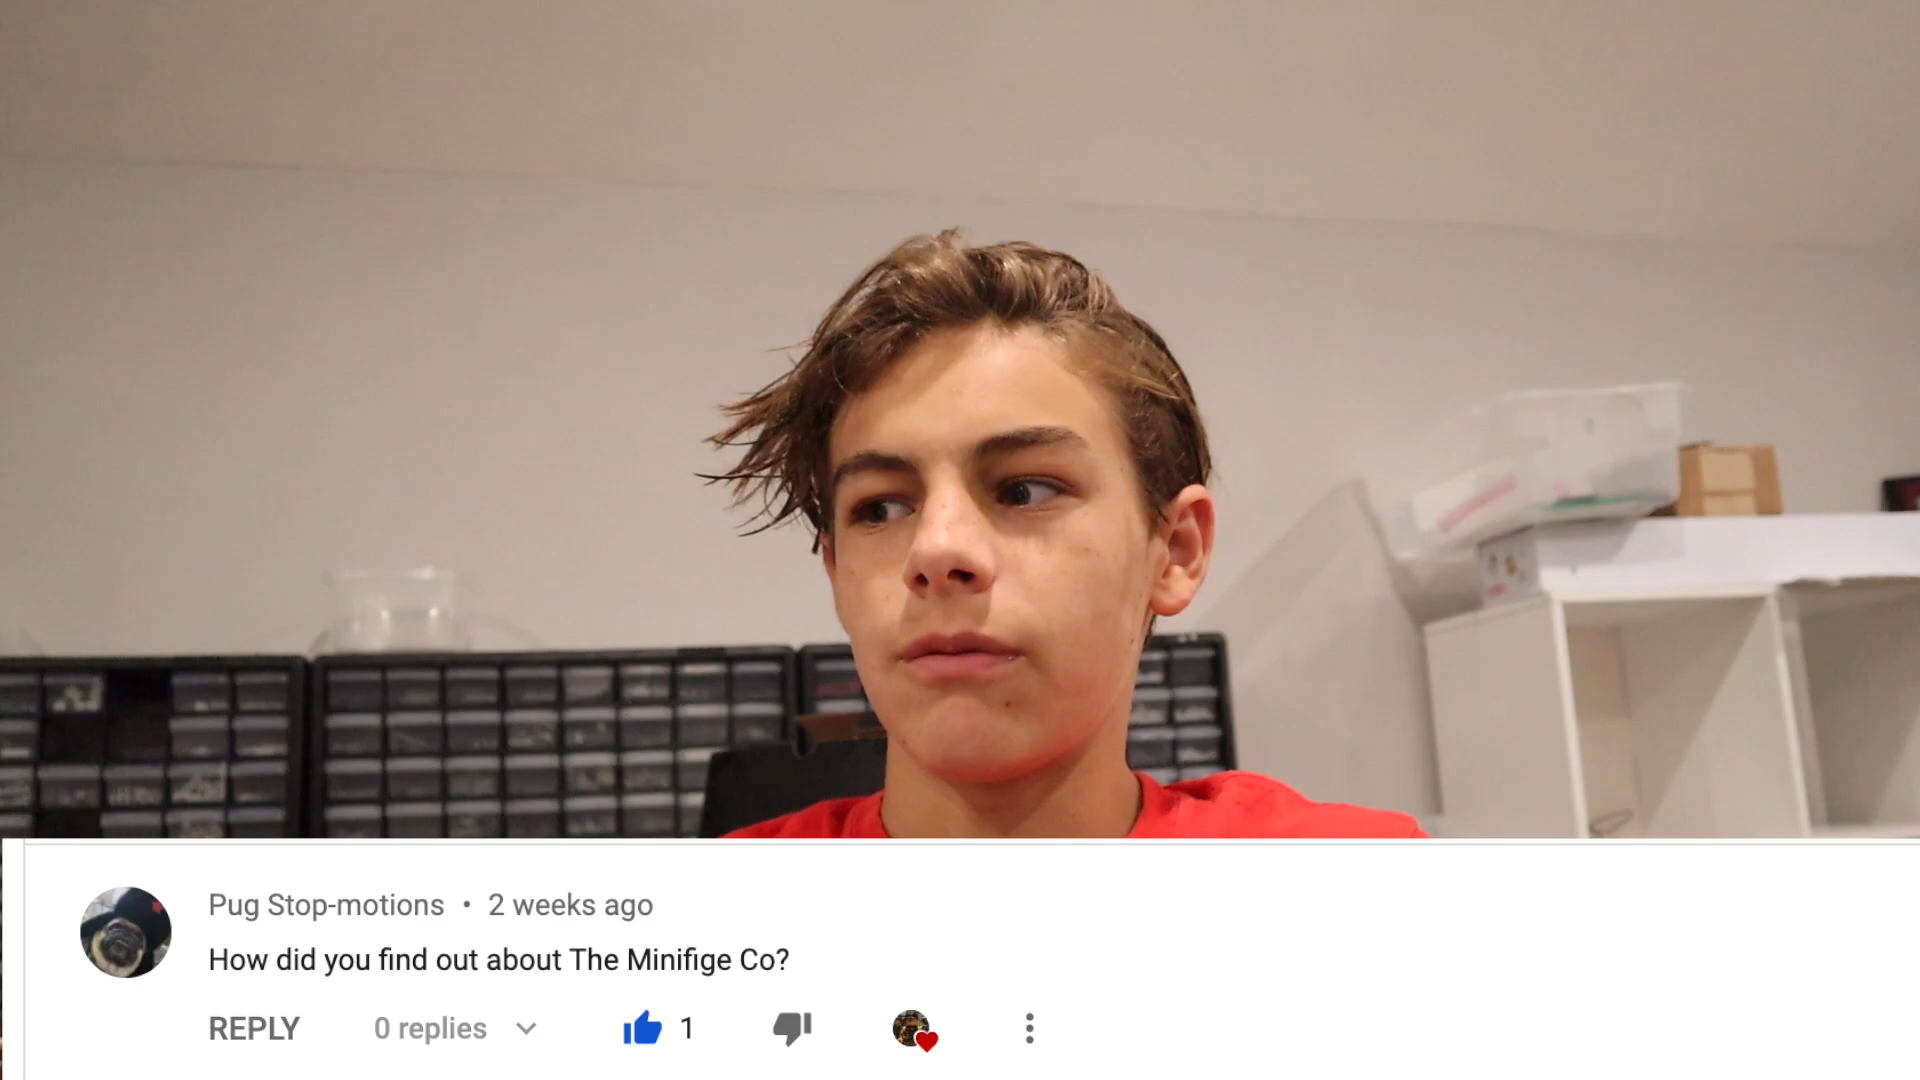 Pug Stop-motions • 2 weeks ago
How did you find out about The Minifige Co?
REPLY 0 replies 1